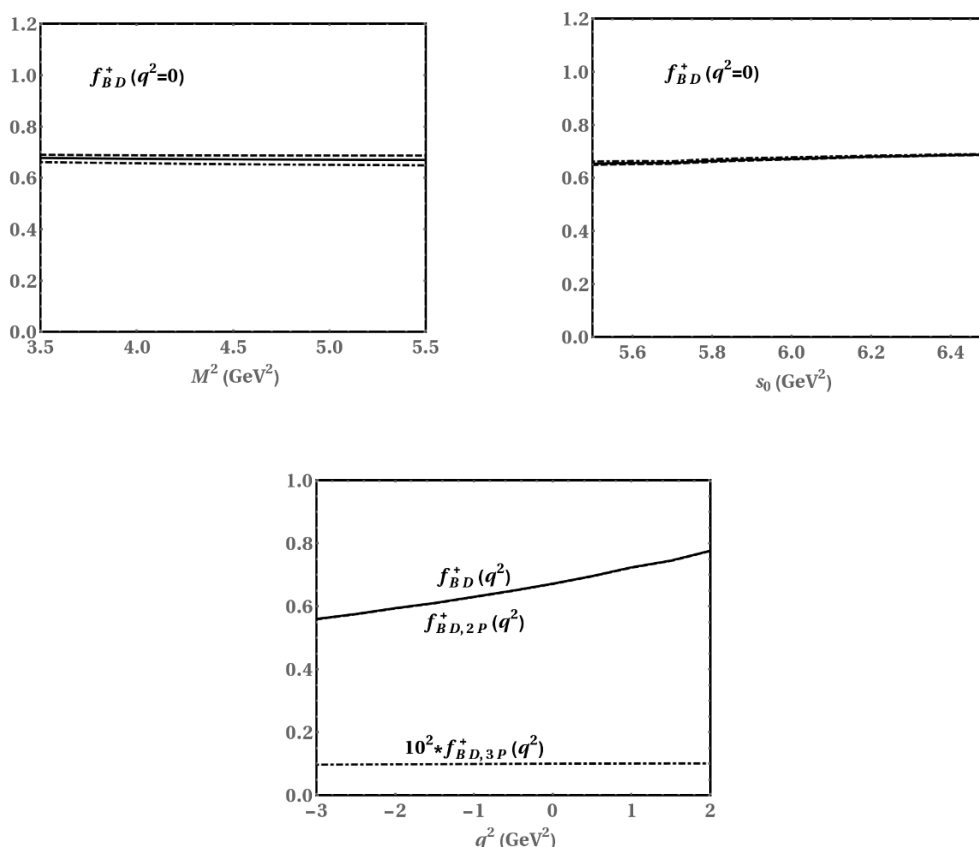 1.2
1.0
0.8
0.6
0.4
0.2
0.0
f⁺_{BD}(q²=0)
3.5 4.0 4.5 5.0 5.5
M² (GeV²)
1.2
1.0
0.8
0.6
0.4
0.2
0.0
f⁺_{BD}(q²=0)
5.6 5.8 6.0 6.2 6.4
s₀ (GeV²)
1.0
0.8
0.6
0.4
0.2
0.0
f⁺_{BD}(q²)
f⁺_{BD,2P}(q²)
10²*f⁺_{BD,3P}(q²)
−3 −2 −1 0 1 2
q² (GeV²)